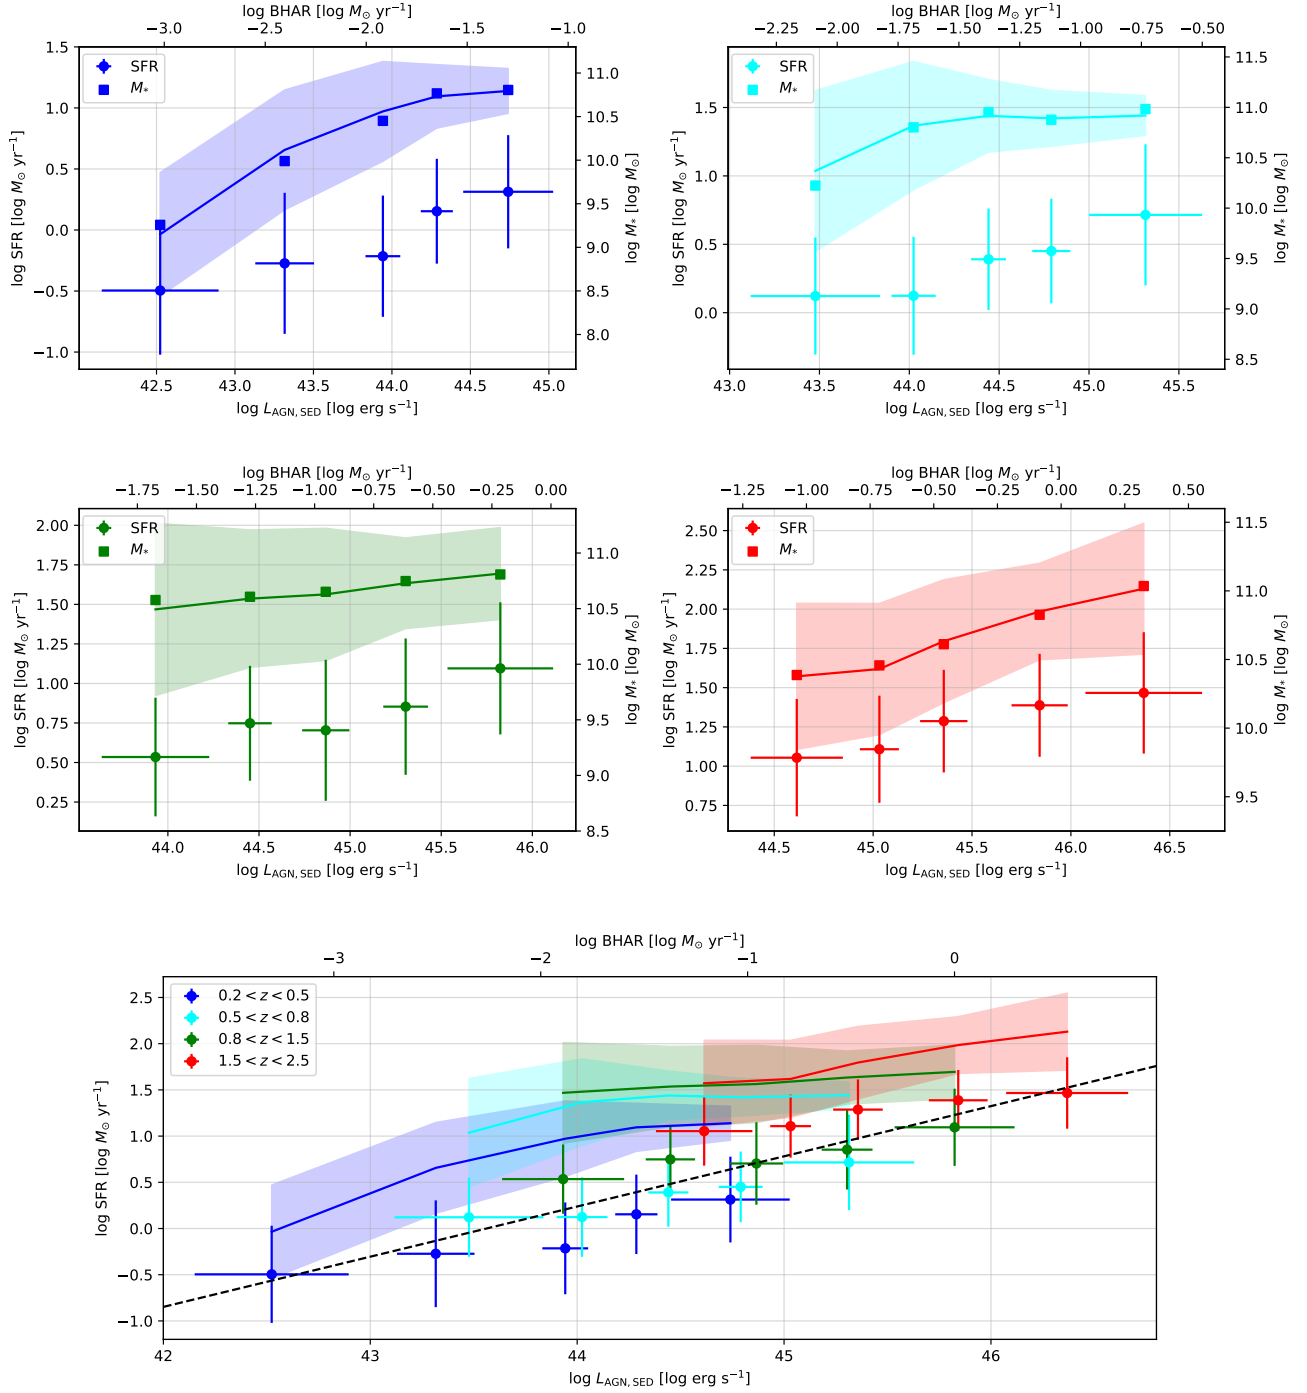 log BHAR [log M⊙ yr⁻¹]
−3.0 −2.5 −2.0 −1.5 −1.0
SFR
M*
1.5
1.0
0.5
0.0
−0.5
−1.0
log SFR [log M⊙ yr⁻¹]
11.0
10.5
10.0
9.5
9.0
8.5
8.0
log M* [log M⊙]
42.5 43.0 43.5 44.0 44.5 45.0
log L_AGN,SED [log erg s⁻¹]
log BHAR [log M⊙ yr⁻¹]
−2.25 −2.00 −1.75 −1.50 −1.25 −1.00 −0.75 −0.50
SFR
M*
1.5
1.0
0.5
0.0
log SFR [log M⊙ yr⁻¹]
11.5
11.0
10.5
10.0
9.5
9.0
8.5
log M* [log M⊙]
43.0 43.5 44.0 44.5 45.0 45.5
log L_AGN,SED [log erg s⁻¹]
log BHAR [log M⊙ yr⁻¹]
−1.75 −1.50 −1.25 −1.00 −0.75 −0.50 −0.25 0.00
SFR
M*
2.00
1.75
1.50
1.25
1.00
0.75
0.50
0.25
log SFR [log M⊙ yr⁻¹]
11.0
10.5
10.0
9.5
9.0
8.5
log M* [log M⊙]
44.0 44.5 45.0 45.5 46.0
log L_AGN,SED [log erg s⁻¹]
log BHAR [log M⊙ yr⁻¹]
−1.25 −1.00 −0.75 −0.50 −0.25 0.00 0.25 0.50
SFR
M*
2.50
2.25
2.00
1.75
1.50
1.25
1.00
0.75
log SFR [log M⊙ yr⁻¹]
11.5
11.0
10.5
10.0
9.5
log M* [log M⊙]
44.5 45.0 45.5 46.0 46.5
log L_AGN,SED [log erg s⁻¹]
log BHAR [log M⊙ yr⁻¹]
−3 −2 −1 0
0.2 < z < 0.5
0.5 < z < 0.8
0.8 < z < 1.5
1.5 < z < 2.5
2.5
2.0
1.5
1.0
0.5
0.0
−0.5
−1.0
log SFR [log M⊙ yr⁻¹]
42 43 44 45 46
log L_AGN,SED [log erg s⁻¹]